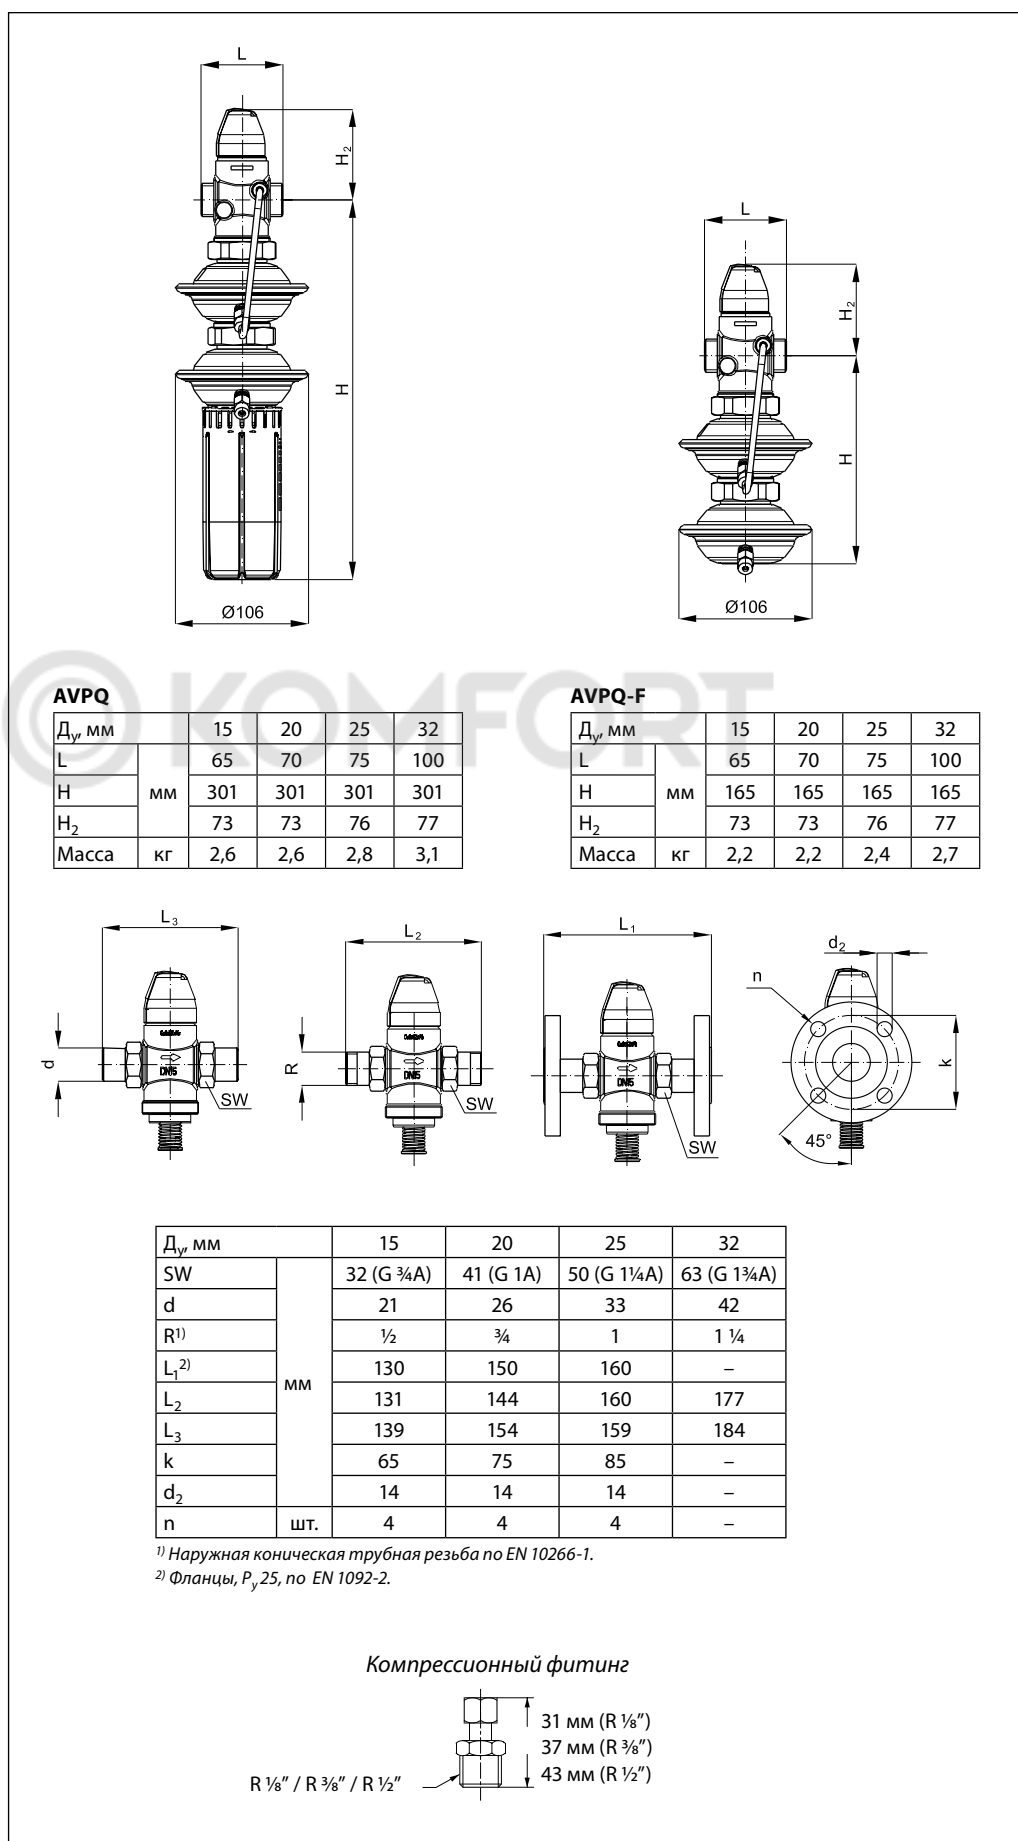 L
H₂
H
Ø106
L
H₂
H
Ø106
KOMFORT
AVPQ
Ду, мм 15 20 25 32
L мм 65 70 75 100
H 301 301 301 301
H₂ 73 73 76 77
Масса кг 2,6 2,6 2,8 3,1
AVPQ-F
Ду, мм 15 20 25 32
L мм 65 70 75 100
H 165 165 165 165
H₂ 73 73 76 77
Масса кг 2,2 2,2 2,4 2,7
L₃
d
DN15
SW
L₂
R
DN15
SW
L₁
DN15
SW
d₂
n
k
45°
Ду, мм 15 20 25 32
SW мм 32 (G ¾A) 41 (G 1A) 50 (G 1¼A) 63 (G 1¾A)
d 21 26 33 42
R¹⁾ ½ ¾ 1 1 ¼
L₁²⁾ 130 150 160 –
L₂ 131 144 160 177
L₃ 139 154 159 184
k 65 75 85 –
d₂ 14 14 14 –
n шт. 4 4 4 –
¹⁾ Наружная коническая трубная резьба по EN 10266-1.
²⁾ Фланцы, Pу 25, по EN 1092-2.
Компрессионный фитинг
31 мм (R ⅛″)
37 мм (R ⅜″)
43 мм (R ½″)
R ⅛″ / R ⅜″ / R ½″